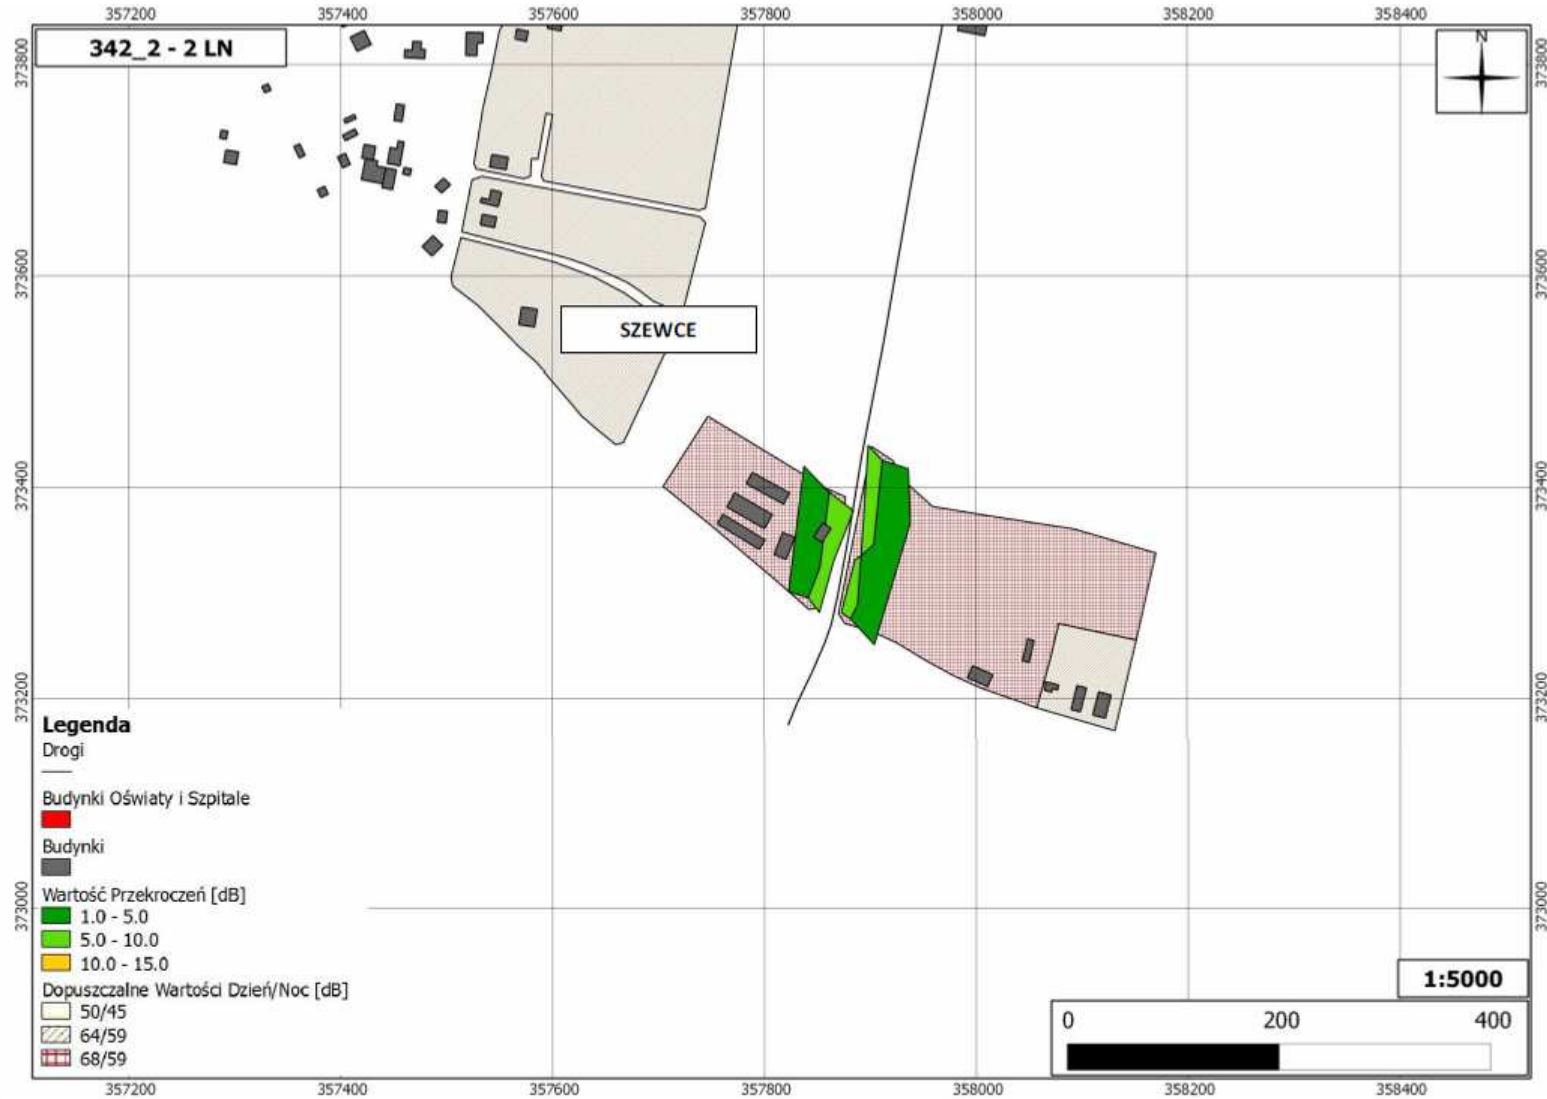 357200 357400 357600 357800 358000 358200 358400
342_2 - 2 LN
N
373800 373800
373600 373600
SZEWCE
373400 373400
373200 373200
Legenda
Drogi
Budynki Oświaty i Szpitale
Budynki
Wartość Przekroczeń [dB]
373000 373000
1.0 - 5.0
5.0 - 10.0
10.0 - 15.0
1:5000
Dopuszczalne Wartości Dzień/Noc [dB]
50/45
64/59
68/59
0 200 400
357200 357400 357600 357800 358000 358200 358400